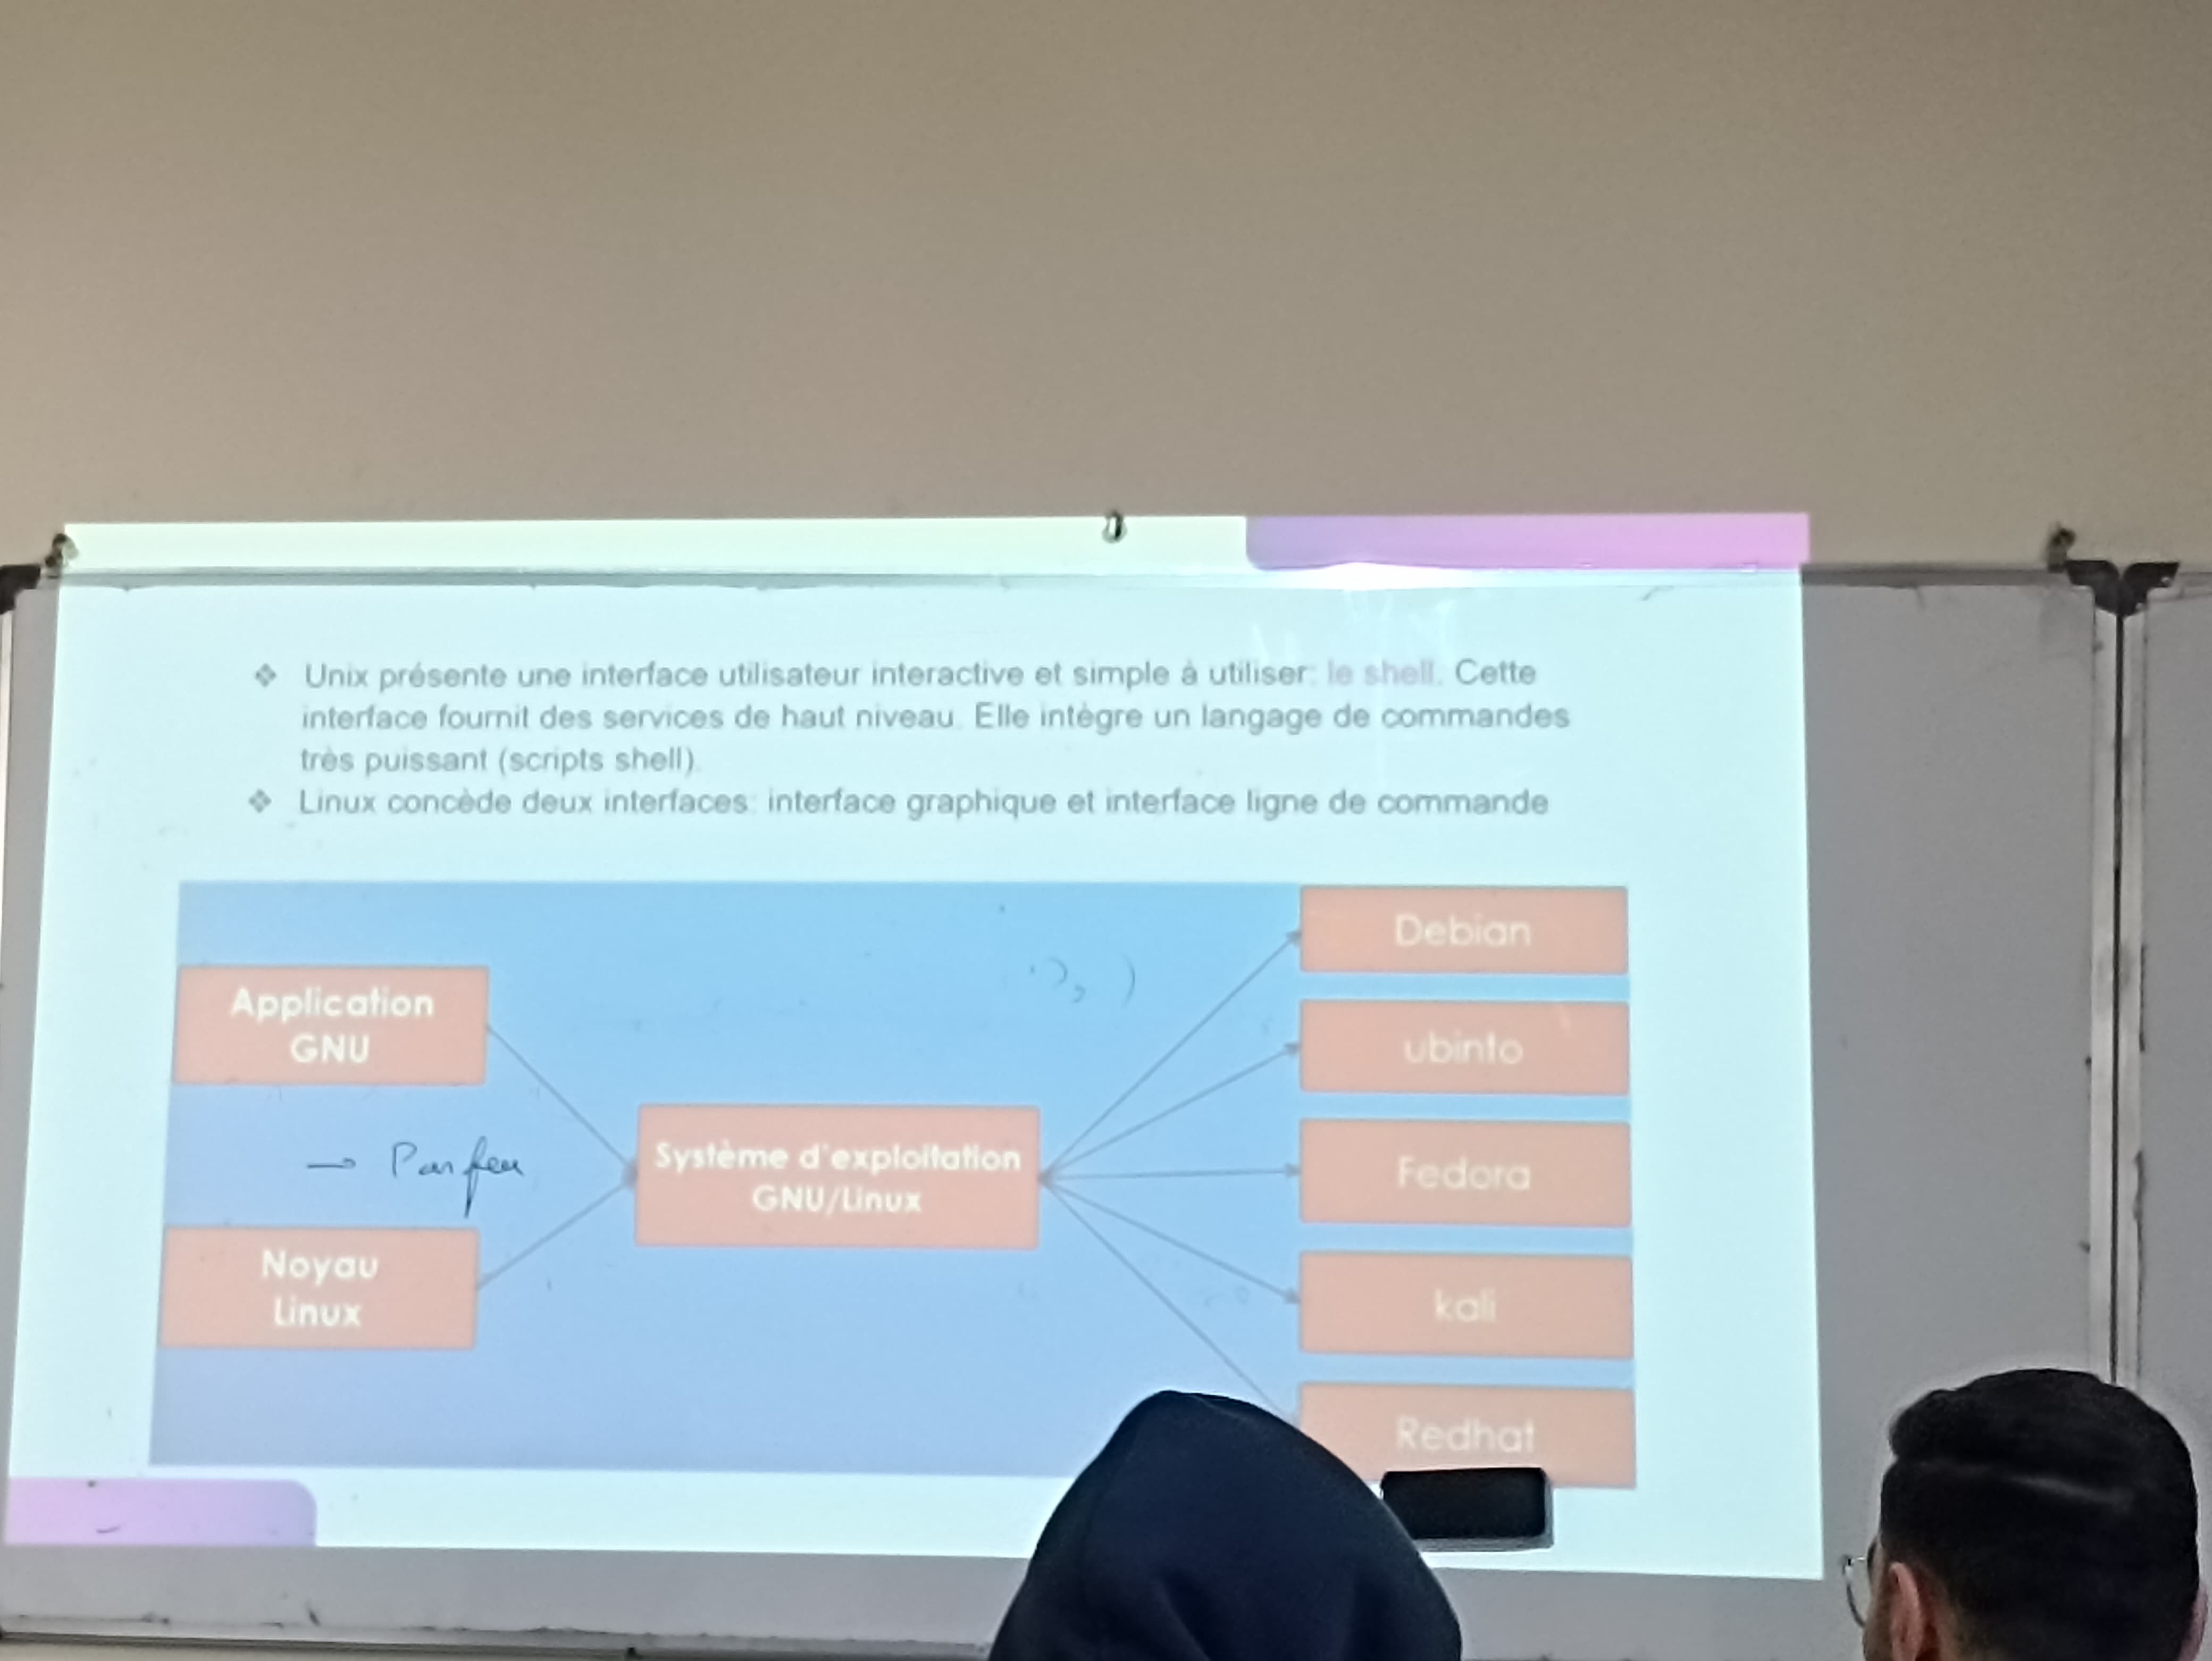 ❖ Unix présente une interface utilisateur interactive et simple à utiliser: le shell. Cette
interface fournit des services de haut niveau. Elle intègre un langage de commandes
très puissant (scripts shell).
❖ Linux concède deux interfaces: interface graphique et interface ligne de commande
Application
GNU
→ Parfeu
Noyau
Linux
Système d'exploitation
GNU/Linux
Debian
ubinto
Fedora
kali
Redhat